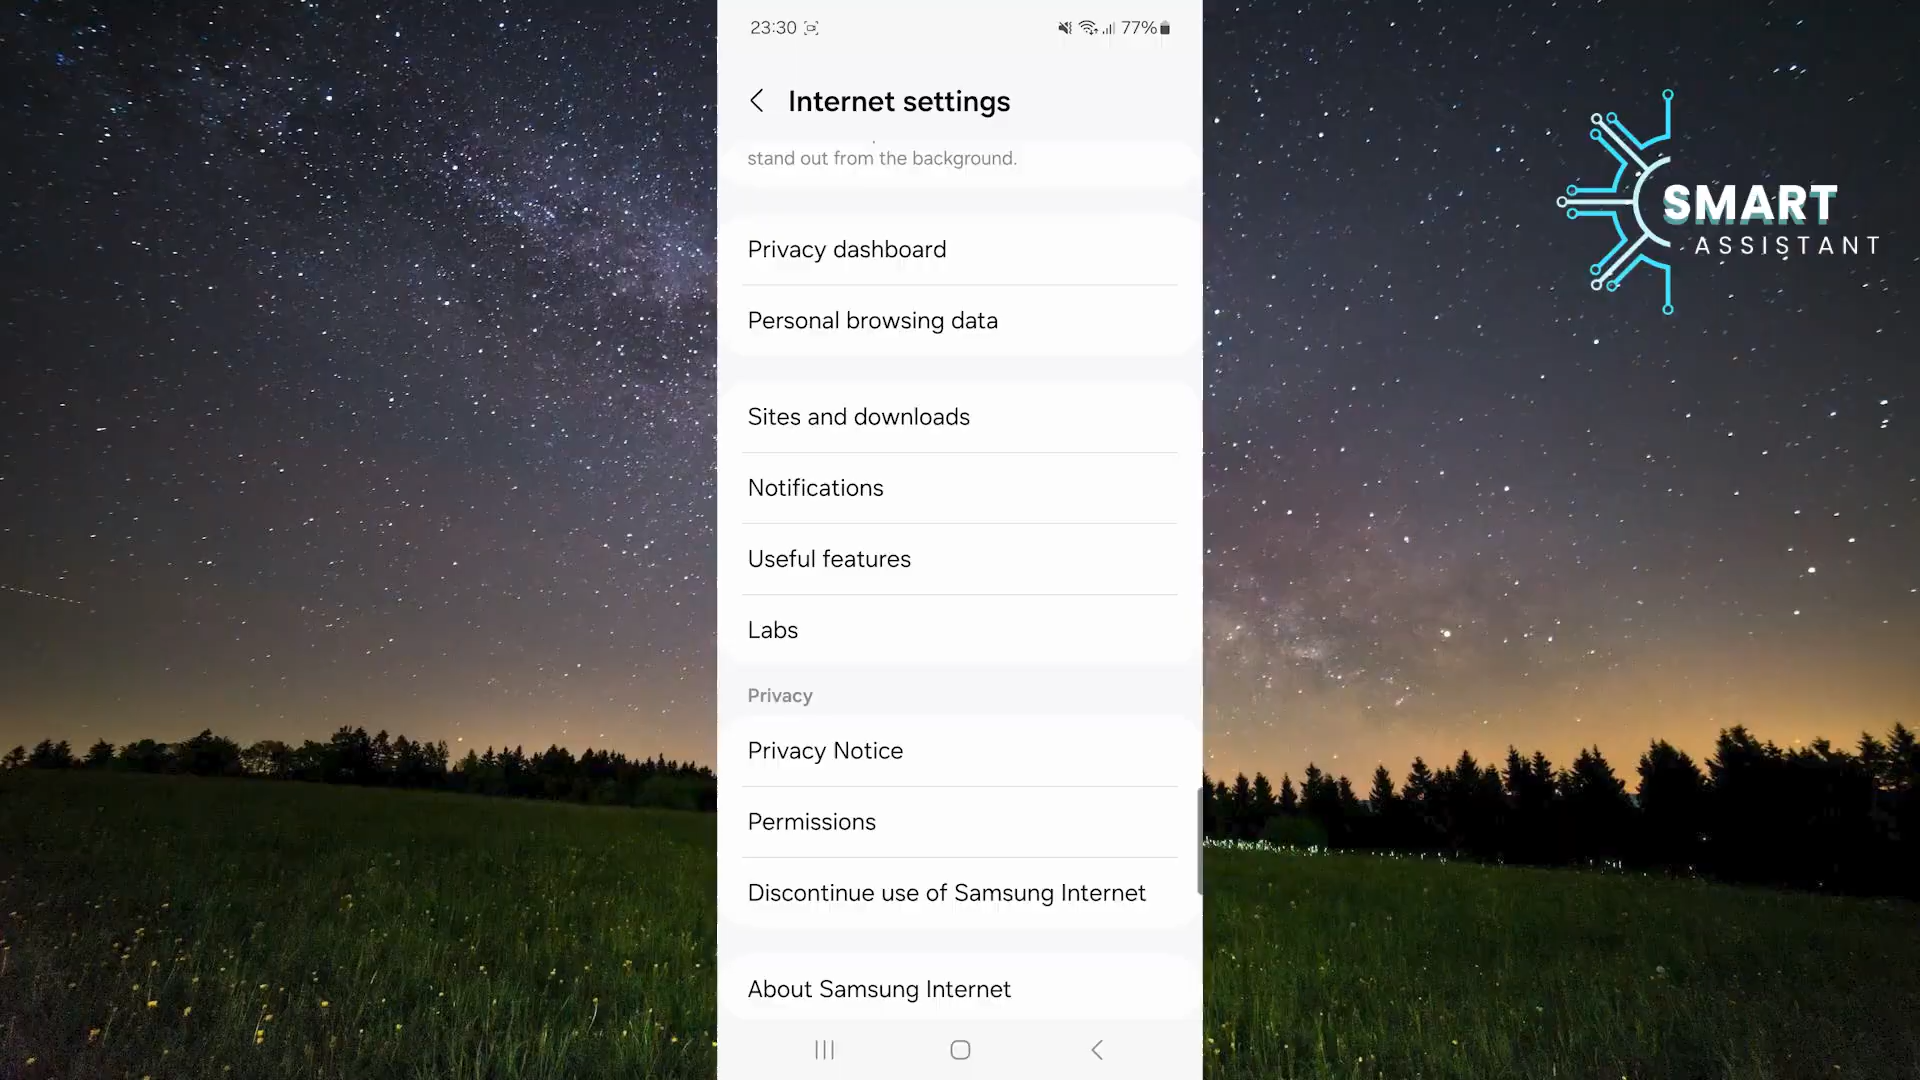 23:30
77%
Internet settings
stand out from the background.
Privacy dashboard
Personal browsing data
Sites and downloads
Notifications
Useful features
Labs
Privacy
Privacy Notice
Permissions
Discontinue use of Samsung Internet
About Samsung Internet
SMART
ASSISTANT